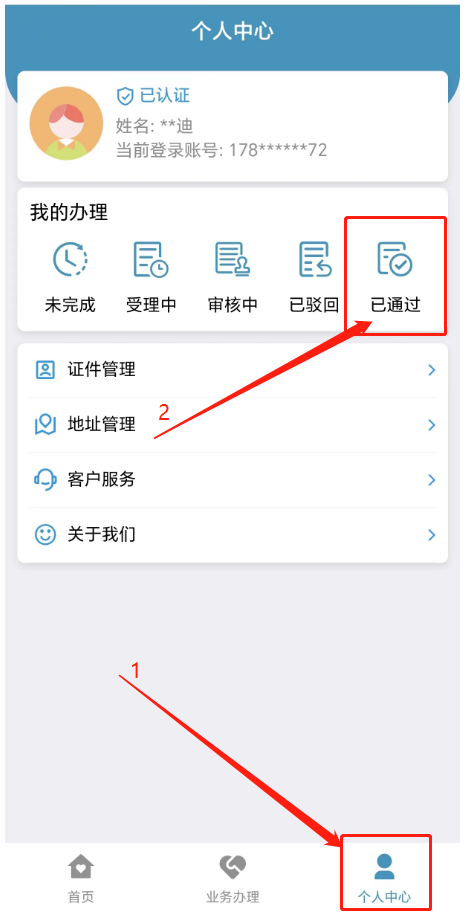 个人中心
已认证
姓名: **迪
当前登录账号: 178******72
我的办理
未完成 受理中 审核中 已驳回 已通过
证件管理
2
地址管理
客户服务
关于我们
1
首页 业务办理 个人中心